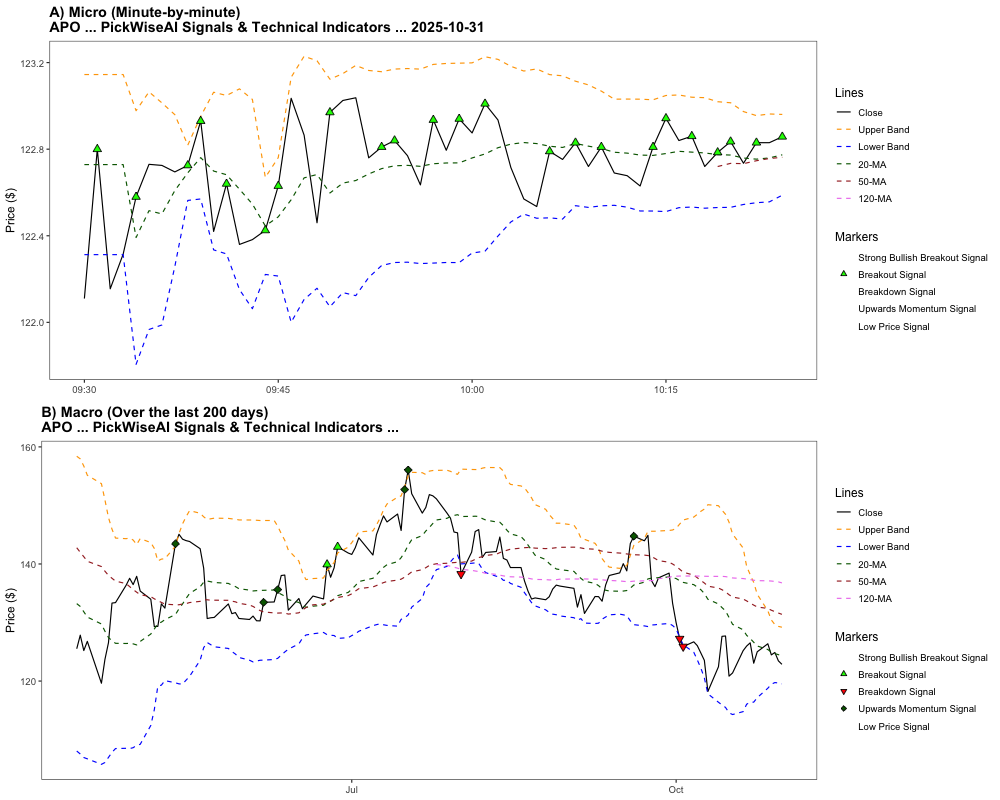 A) Micro (Minute-by-minute)
APO ... PickWiseAI Signals & Technical Indicators ... 2025-10-31
Price ($)
123.2
122.8
122.4
122.0
09:30
09:45
10:00
10:15
Lines
Close
Upper Band
Lower Band
20-MA
50-MA
120-MA
Markers
Strong Bullish Breakout Signal
Breakout Signal
Breakdown Signal
Upwards Momentum Signal
Low Price Signal
B) Macro (Over the last 200 days)
APO ... PickWiseAI Signals & Technical Indicators ...
Price ($)
160
140
120
Jul
Oct
Lines
Close
Upper Band
Lower Band
20-MA
50-MA
120-MA
Markers
Strong Bullish Breakout Signal
Breakout Signal
Breakdown Signal
Upwards Momentum Signal
Low Price Signal